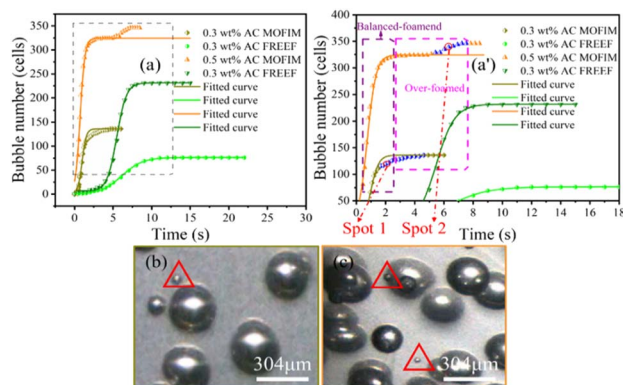 350
300
250
200
150
100
50
0
0 5 10 15 20 25 30
Bubble number (cells)
Time (s)
(a)
0.3 wt% AC MOFIM
0.3 wt% AC FREEF
0.5 wt% AC MOFIM
0.3 wt% AC FREEF
Fitted curve
Fitted curve
Fitted curve
Fitted curve
400
350
300
250
200
150
100
50
0 2 4 6 8 10 12 14 16 18
Bubble number (cells)
Time (s)
Balanced-foamend
(a')
Over-foamed
0.3 wt% AC MOFIM
0.3 wt% AC FREEF
0.5 wt% AC MOFIM
0.3 wt% AC FREEF
Fitted curve
Fitted curve
Fitted curve
Fitted curve
Spot 1 Spot 2
(b)
304μm
(c)
304μm